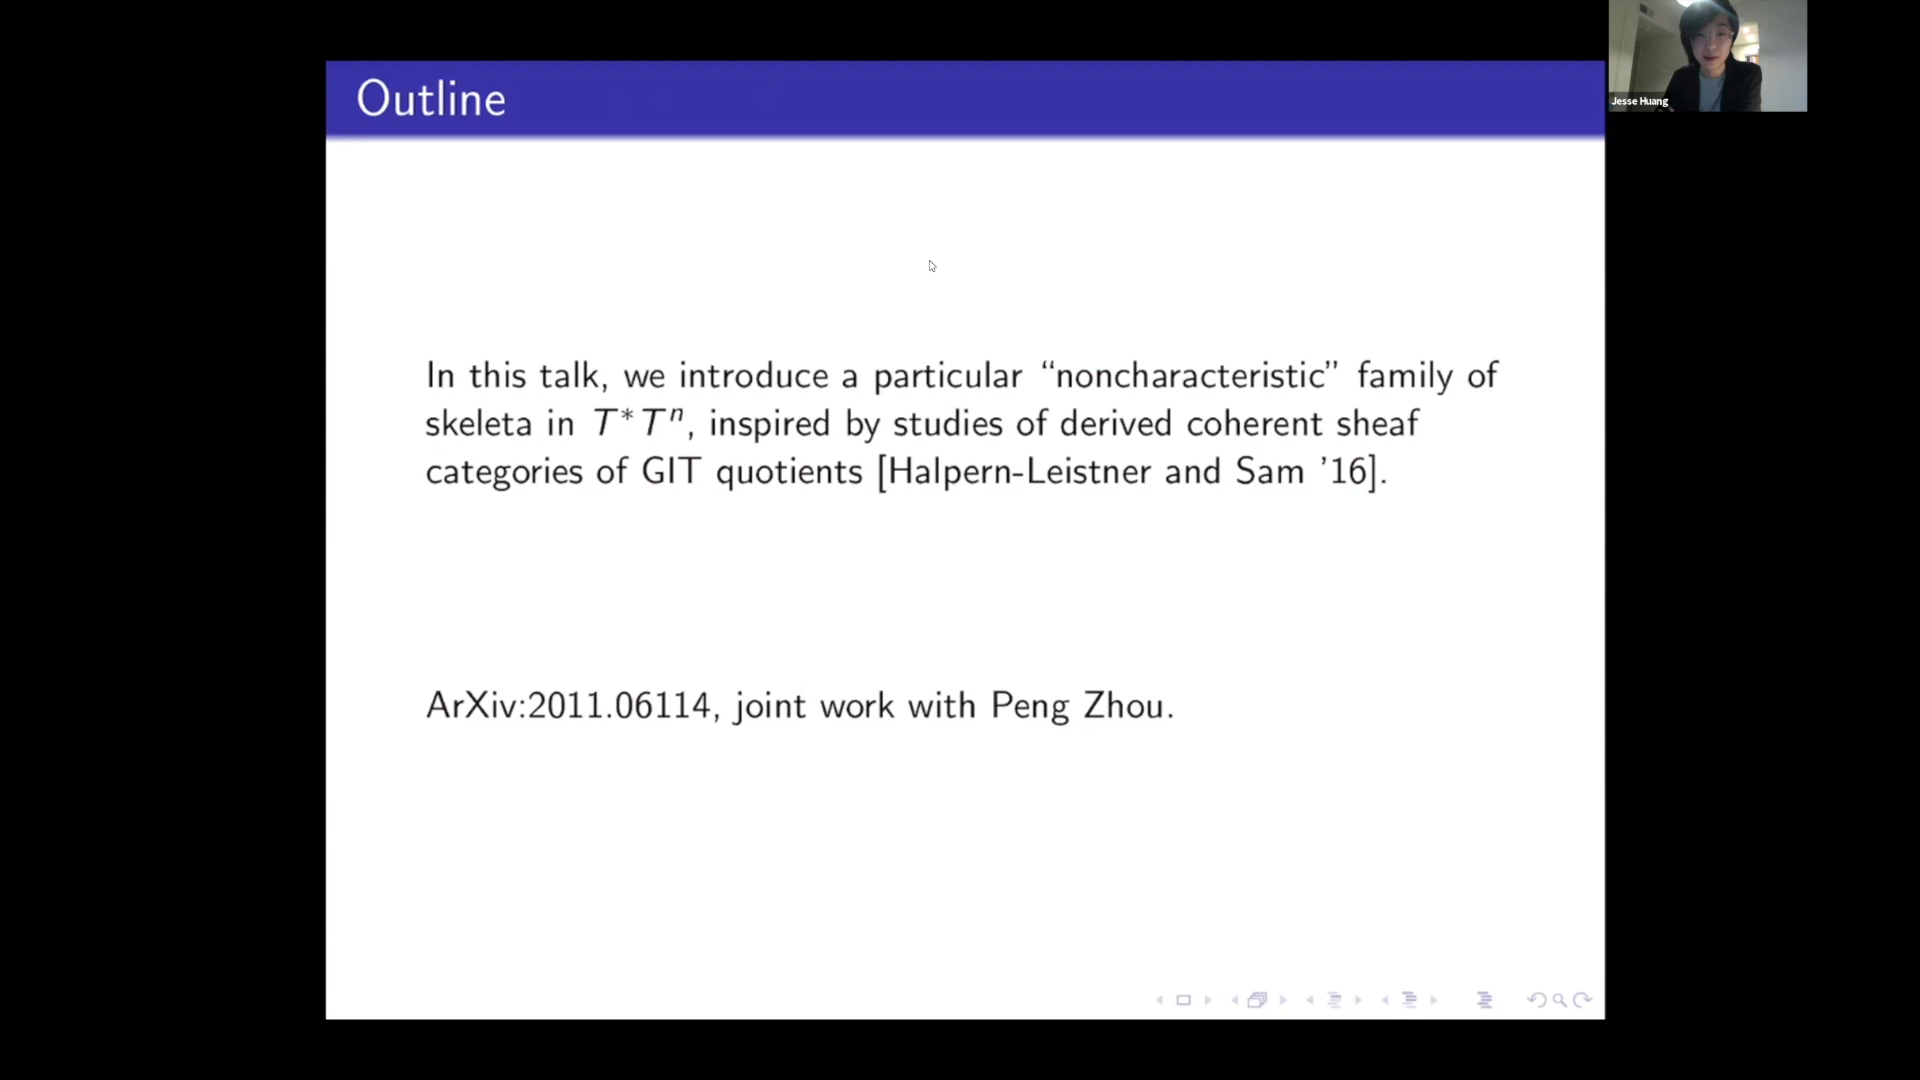 Outline
Jesse Huang
In this talk, we introduce a particular “noncharacteristic” family of
skeleta in T*Tⁿ, inspired by studies of derived coherent sheaf
categories of GIT quotients [Halpern-Leistner and Sam ’16].
ArXiv:2011.06114, joint work with Peng Zhou.